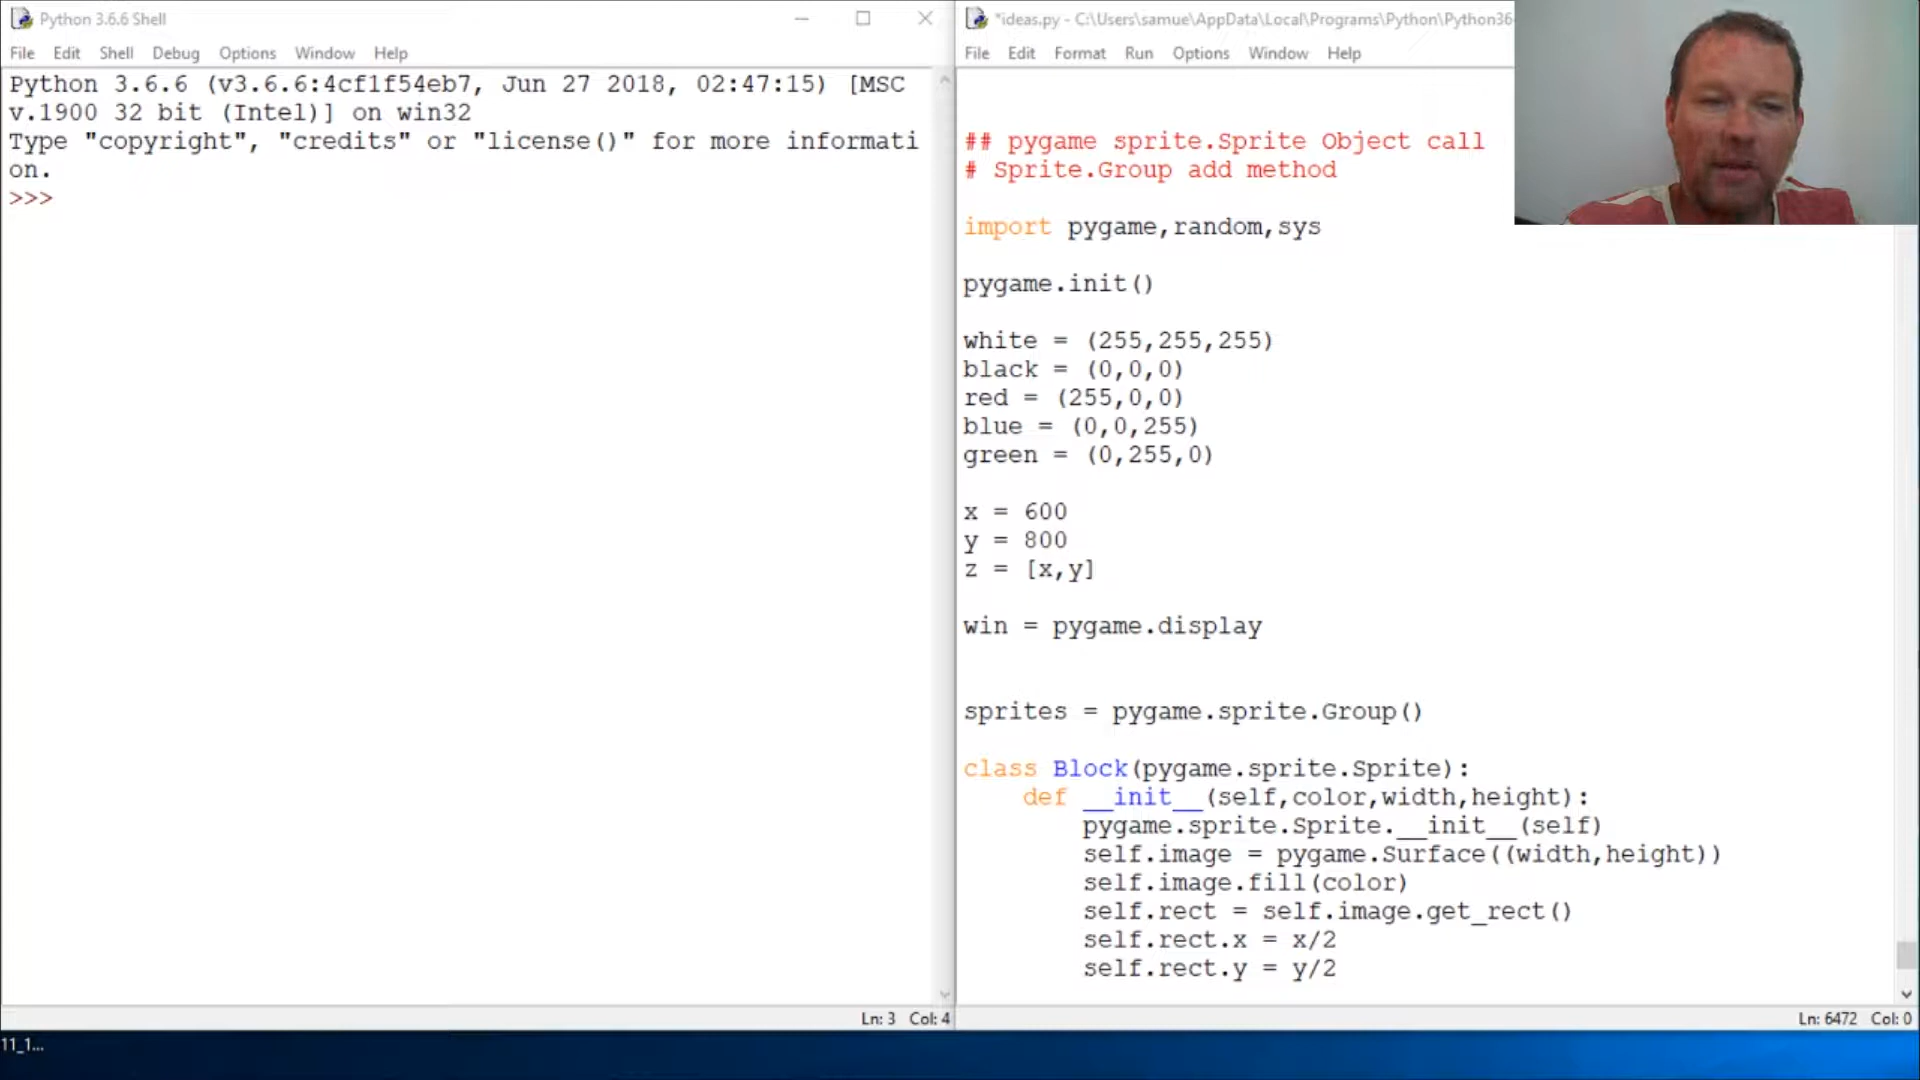 Python 3.6.6 Shell
File Edit Shell Debug Options Window Help
Python 3.6.6 (v3.6.6:4cf1f54eb7, Jun 27 2018, 02:47:15) [MSC
v.1900 32 bit (Intel)] on win32
Type "copyright", "credits" or "license()" for more informati
on.
>>>
Ln: 3 Col: 4
*ideas.py - C:\Users\samue\AppData\Local\Programs\Python\Python36-
File Edit Format Run Options Window Help
## pygame sprite.Sprite Object call
# Sprite.Group add method
import pygame,random,sys
pygame.init()
white = (255,255,255)
black = (0,0,0)
red = (255,0,0)
blue = (0,0,255)
green = (0,255,0)
x = 600
y = 800
z = [x,y]
win = pygame.display
sprites = pygame.sprite.Group()
class Block(pygame.sprite.Sprite):
def __init__(self,color,width,height):
pygame.sprite.Sprite.__init__(self)
self.image = pygame.Surface((width,height))
self.image.fill(color)
self.rect = self.image.get_rect()
self.rect.x = x/2
self.rect.y = y/2
Ln: 6472 Col: 0
11_1...